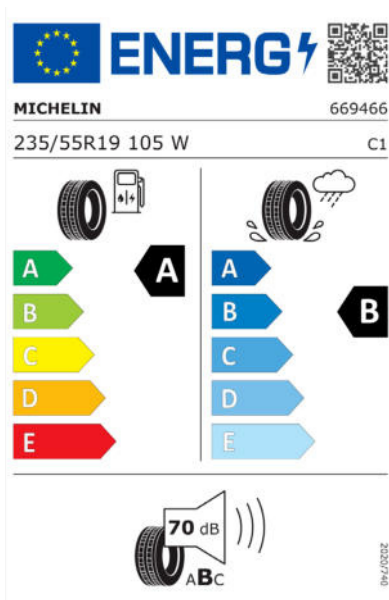 ENERG
MICHELIN 669466
235/55R19 105 W C1
A A A
B B B
C C
D D
E E
70 dB
ABC
2020/740